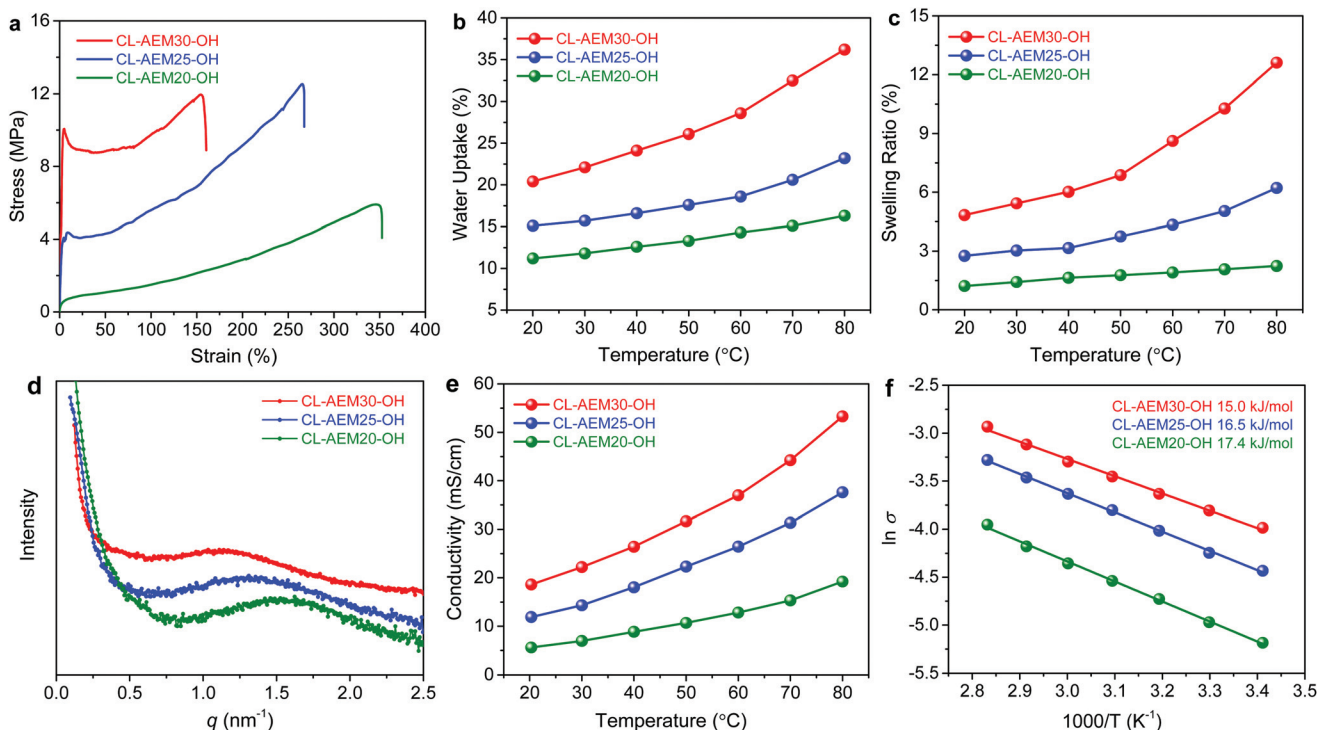 a
CL-AEM30-OH
CL-AEM25-OH
CL-AEM20-OH
Stress (MPa)
16
12
8
4
0
0 50 100 150 200 250 300 350 400
Strain (%)
b
CL-AEM30-OH
CL-AEM25-OH
CL-AEM20-OH
Water Uptake (%)
40
35
30
25
20
15
10
5
20 30 40 50 60 70 80
Temperature (°C)
c
CL-AEM30-OH
CL-AEM25-OH
CL-AEM20-OH
Swelling Ratio (%)
15
12
9
6
3
0
20 30 40 50 60 70 80
Temperature (°C)
d
CL-AEM30-OH
CL-AEM25-OH
CL-AEM20-OH
Intensity
0.0 0.5 1.0 1.5 2.0 2.5
q (nm⁻¹)
e
CL-AEM30-OH
CL-AEM25-OH
CL-AEM20-OH
Conductivity (mS/cm)
60
50
40
30
20
10
0
20 30 40 50 60 70 80
Temperature (°C)
f
CL-AEM30-OH 15.0 kJ/mol
CL-AEM25-OH 16.5 kJ/mol
CL-AEM20-OH 17.4 kJ/mol
ln σ
-2.5
-3.0
-3.5
-4.0
-4.5
-5.0
-5.5
2.8 2.9 3.0 3.1 3.2 3.3 3.4 3.5
1000/T (K⁻¹)